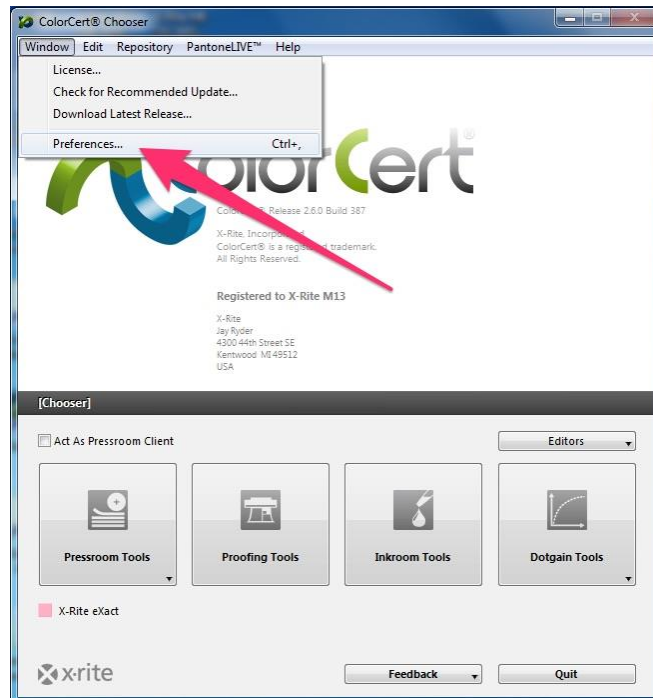 ColorCert® Chooser
Window Edit Repository PantoneLIVE™ Help
License...
Check for Recommended Update...
Download Latest Release...
Preferences... Ctrl+,
ColorCert
Release 2.6.0 Build 387
X-Rite, Incorporated
ColorCert® is a registered trademark.
All Rights Reserved.
Registered to X-Rite M13
X-Rite
Jay Ryder
4300 44th Street SE
Kentwood MI 49512
USA
[Chooser]
Act As Pressroom Client
Editors
Pressroom Tools
Proofing Tools
Inkroom Tools
Dotgain Tools
X-Rite eXact
x-rite
Feedback
Quit